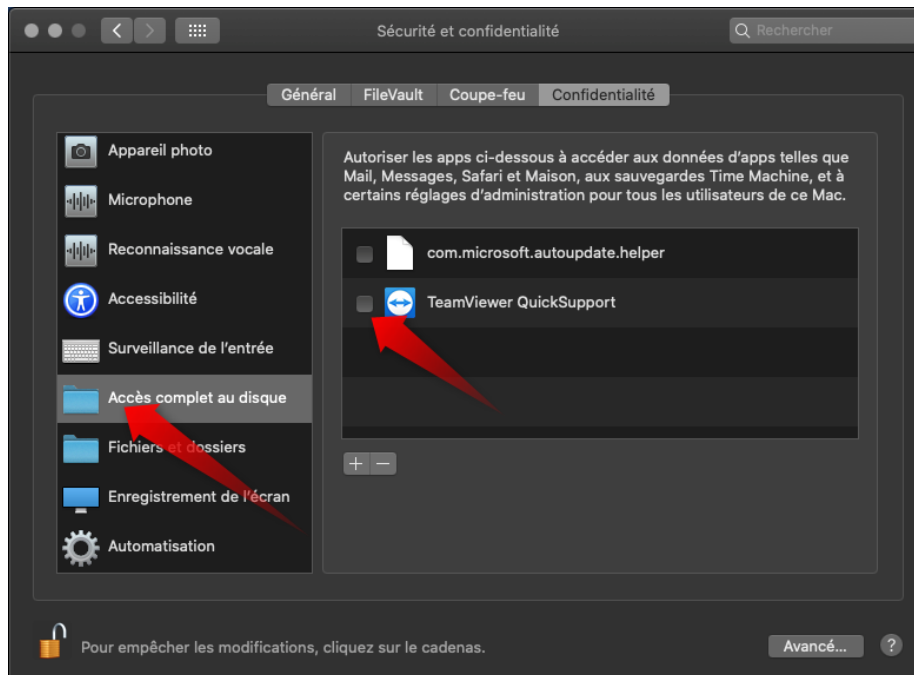 Sécurité et confidentialité
Rechercher
Général FileVault Coupe-feu Confidentialité
Appareil photo
Microphone
Reconnaissance vocale
Accessibilité
Surveillance de l'entrée
Accès complet au disque
Fichiers et dossiers
Enregistrement de l'écran
Automatisation
Autoriser les apps ci-dessous à accéder aux données d'apps telles que
Mail, Messages, Safari et Maison, aux sauvegardes Time Machine, et à
certains réglages d'administration pour tous les utilisateurs de ce Mac.
com.microsoft.autoupdate.helper
TeamViewer QuickSupport
+ −
Pour empêcher les modifications, cliquez sur le cadenas.
Avancé... ?